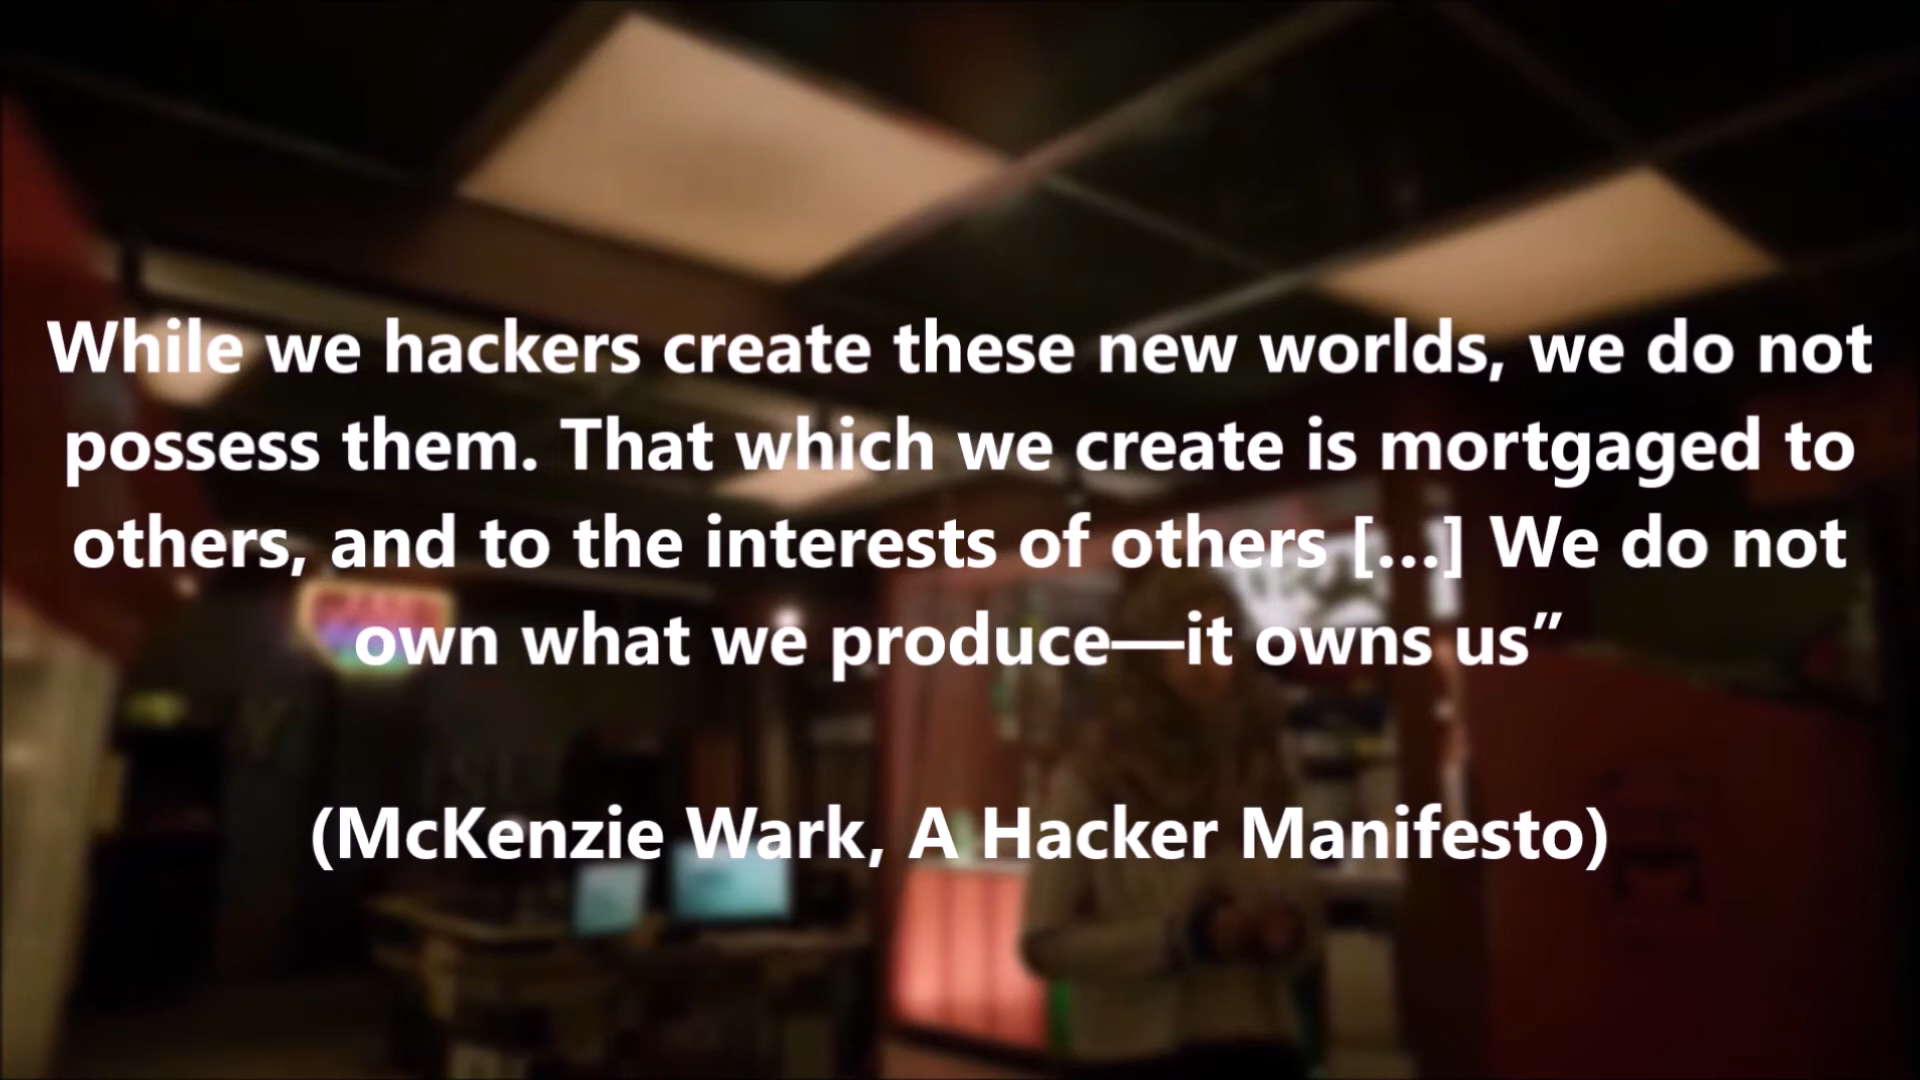 While we hackers create these new worlds, we do not
possess them. That which we create is mortgaged to
others, and to the interests of others […] We do not
own what we produce—it owns us”
(McKenzie Wark, A Hacker Manifesto)